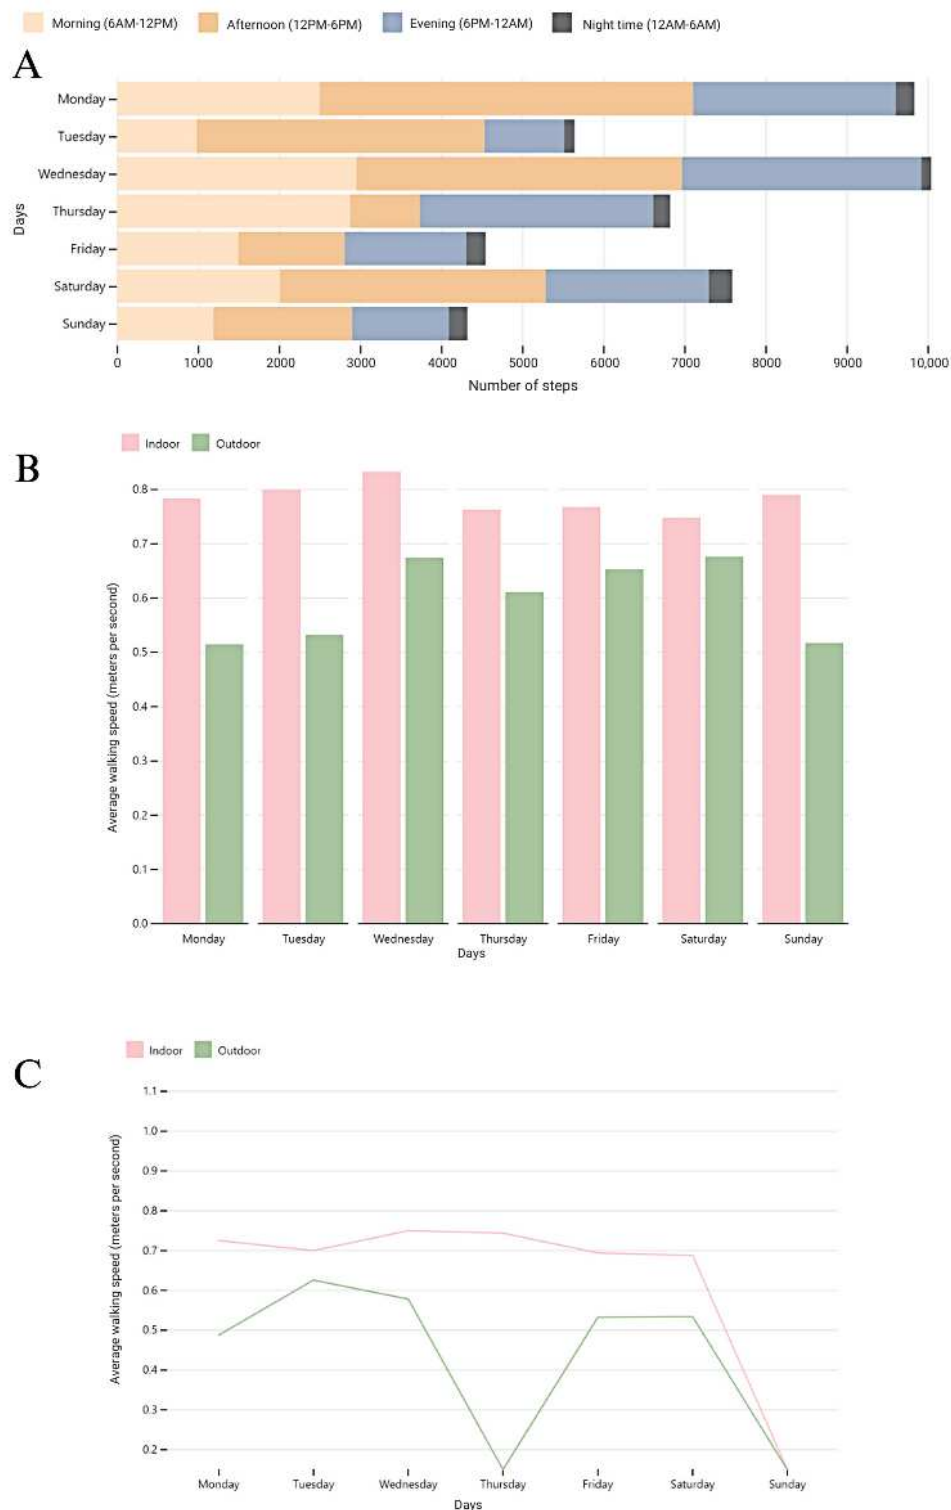 Morning (6AM-12PM) Afternoon (12PM-6PM) Evening (6PM-12AM) Night time (12AM-6AM)
A
Monday
Tuesday
Wednesday
Thursday
Friday
Saturday
Sunday
Days
0 1000 2000 3000 4000 5000 6000 7000 8000 9000 10,000
Number of steps
B
Indoor Outdoor
0.8
0.7
0.6
0.5
0.4
0.3
0.2
0.1
0.0
Average walking speed (meters per second)
Monday Tuesday Wednesday Thursday Friday Saturday Sunday
Days
C
Indoor Outdoor
1.1
1.0
0.9
0.8
0.7
0.6
0.5
0.4
0.3
0.2
Average walking speed (meters per second)
Monday Tuesday Wednesday Thursday Friday Saturday Sunday
Days